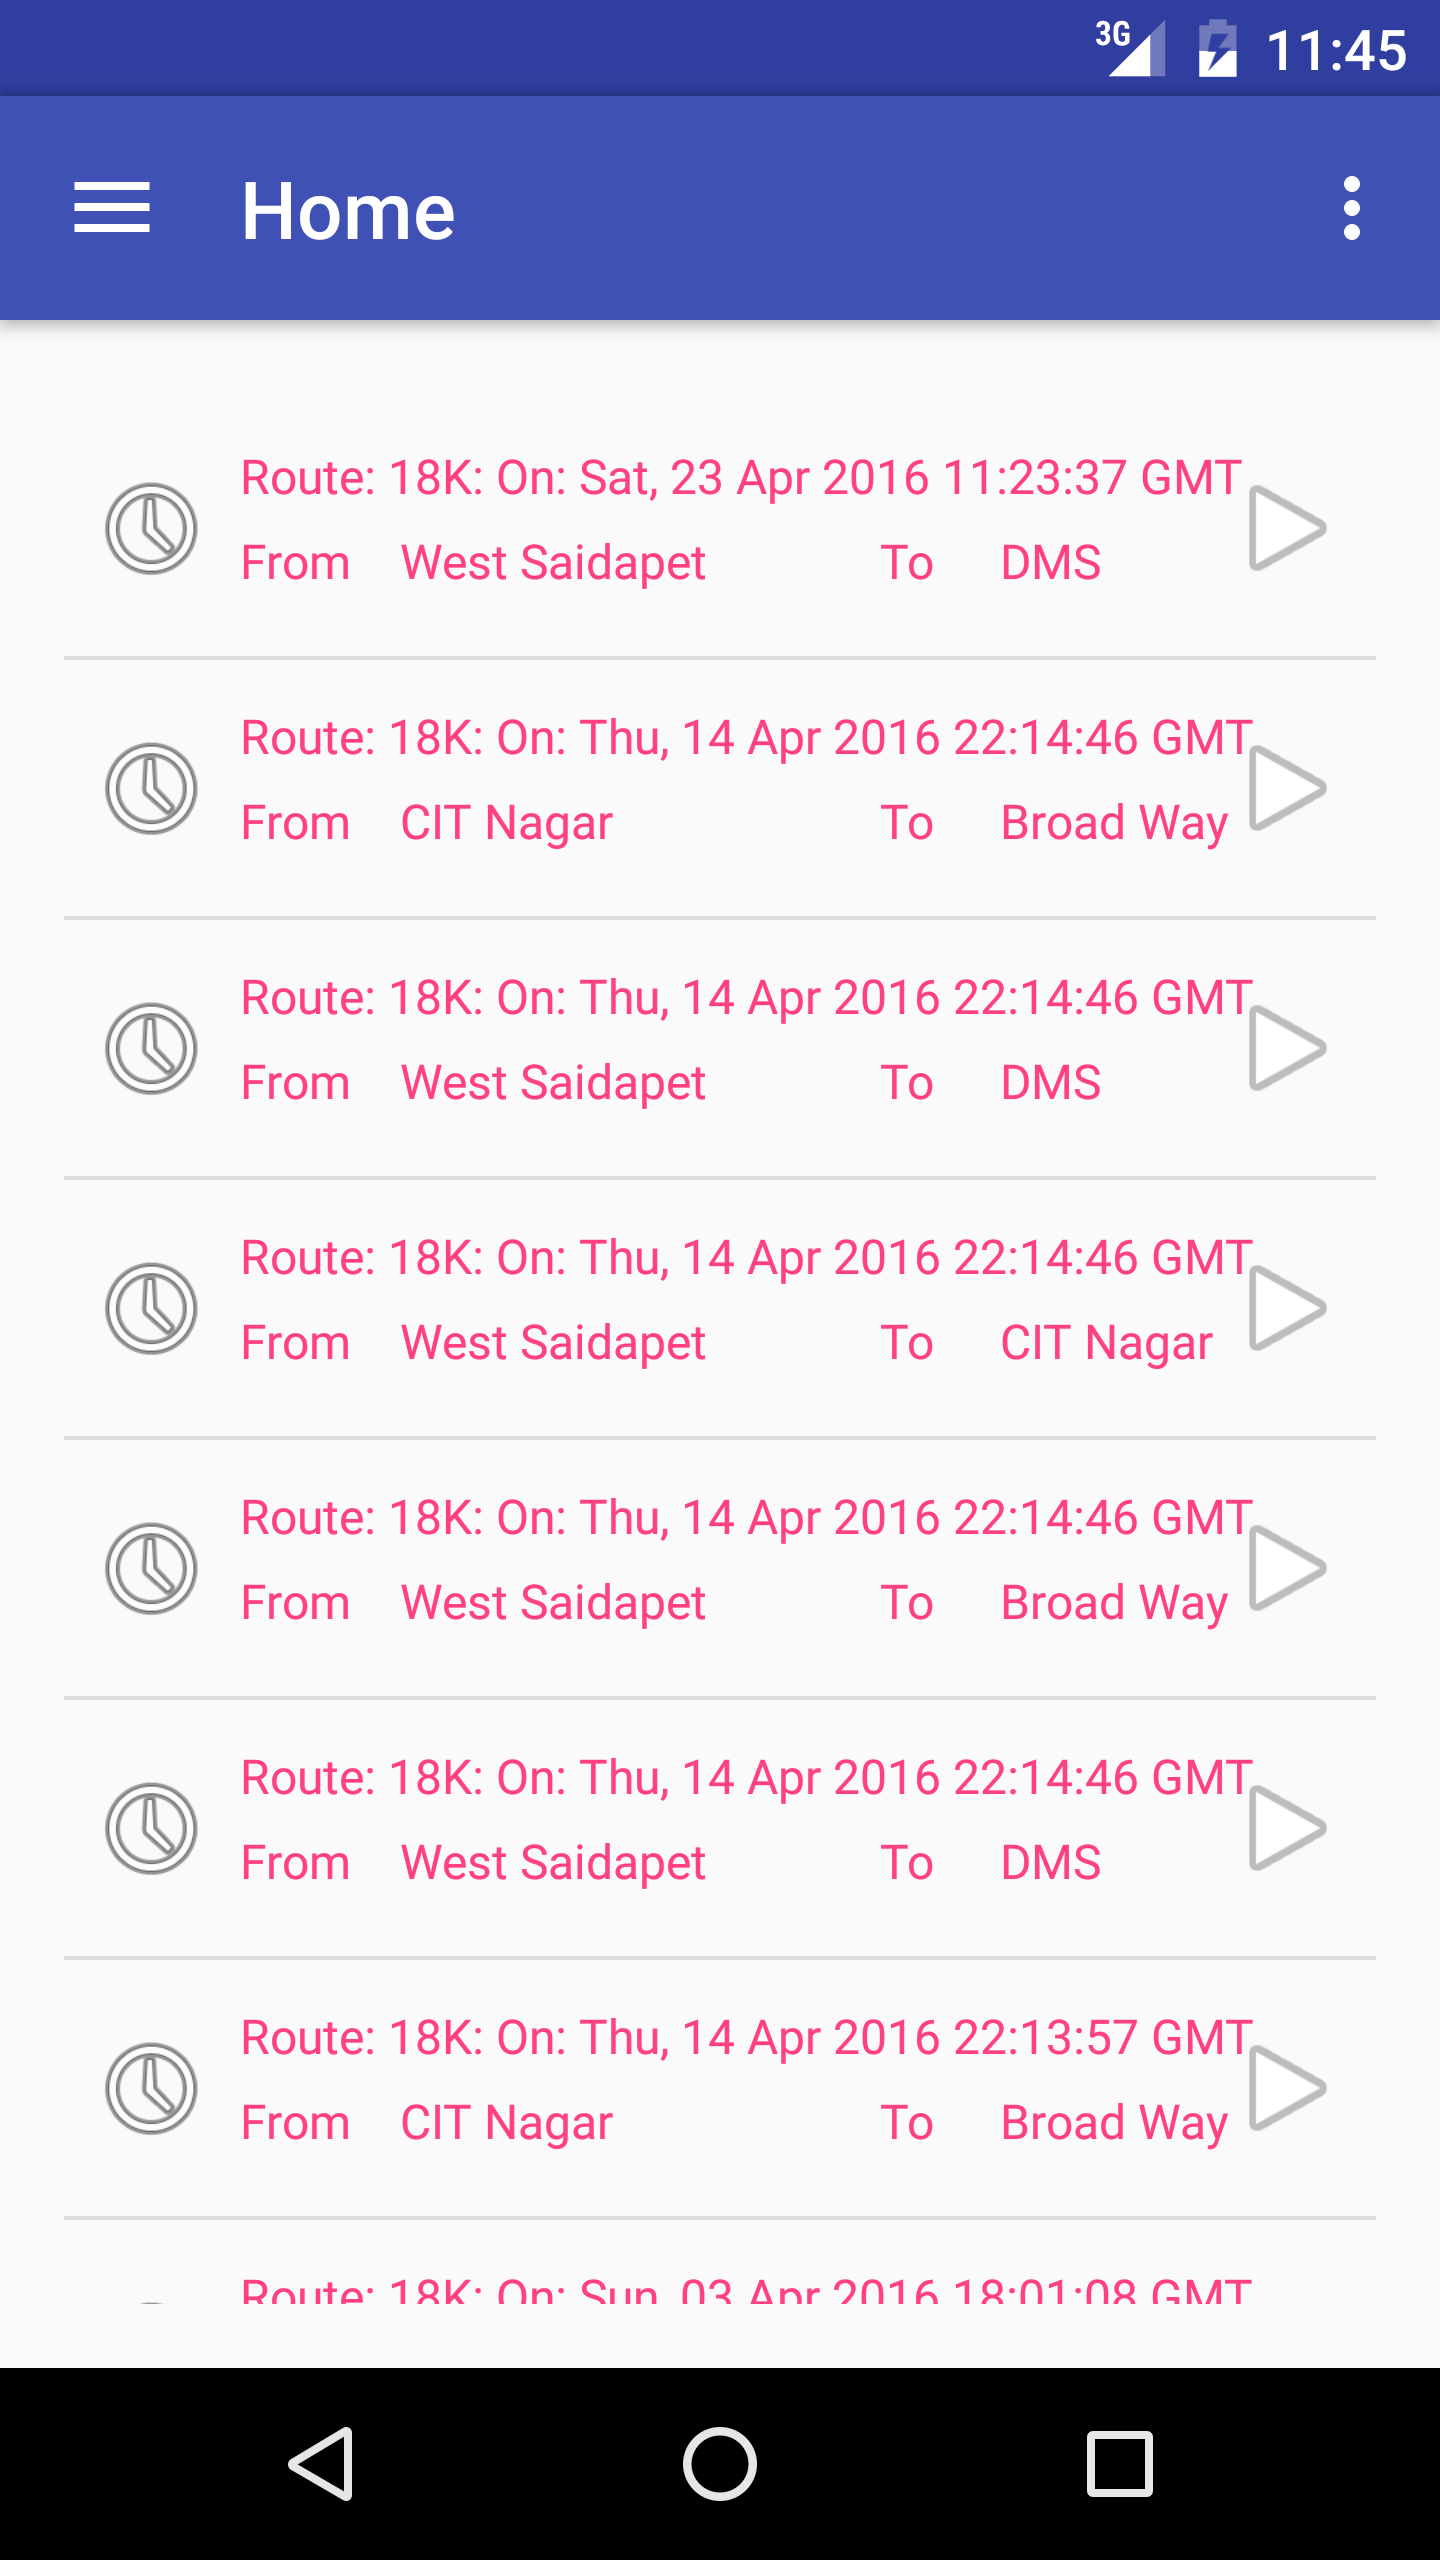 3G 11:45
Home
Route: 18K: On: Sat, 23 Apr 2016 11:23:37 GMT
From West Saidapet To DMS
Route: 18K: On: Thu, 14 Apr 2016 22:14:46 GMT
From CIT Nagar To Broad Way
Route: 18K: On: Thu, 14 Apr 2016 22:14:46 GMT
From West Saidapet To DMS
Route: 18K: On: Thu, 14 Apr 2016 22:14:46 GMT
From West Saidapet To CIT Nagar
Route: 18K: On: Thu, 14 Apr 2016 22:14:46 GMT
From West Saidapet To Broad Way
Route: 18K: On: Thu, 14 Apr 2016 22:14:46 GMT
From West Saidapet To DMS
Route: 18K: On: Thu, 14 Apr 2016 22:13:57 GMT
From CIT Nagar To Broad Way
Route: 18K: On: Sun, 03 Apr 2016 18:01:08 GMT